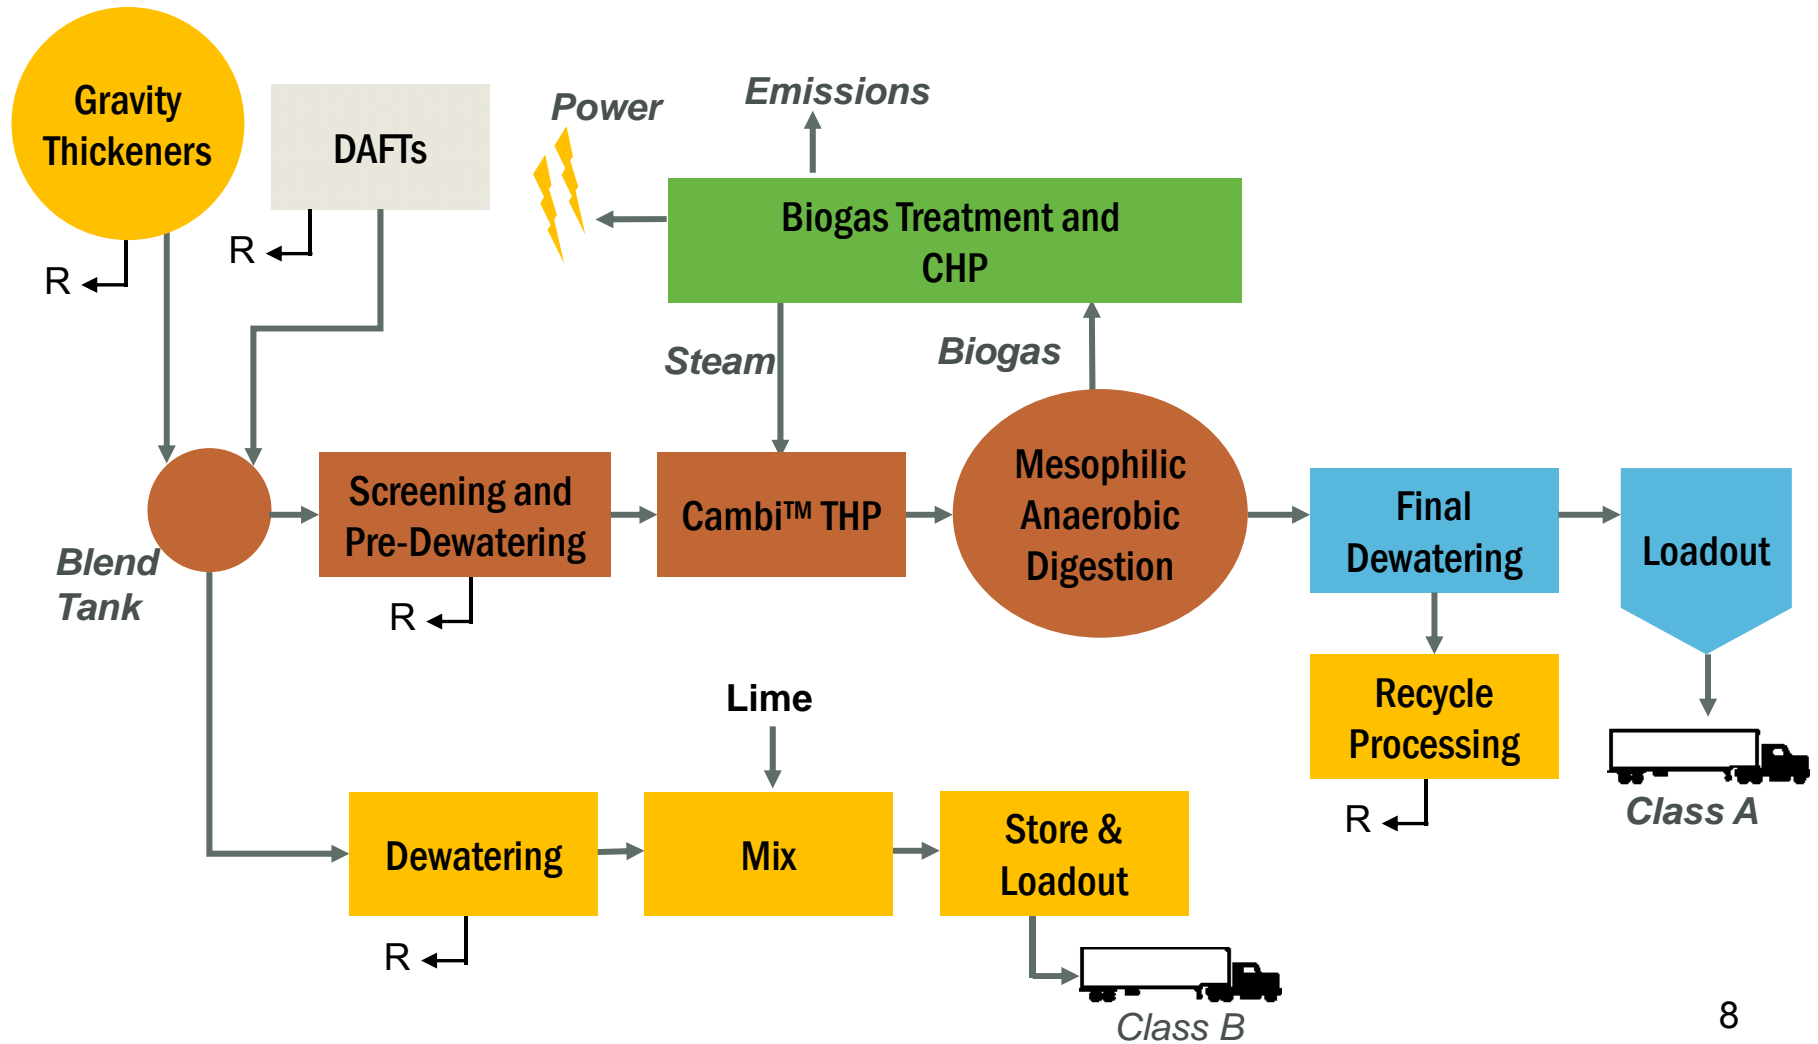 Gravity
Thickeners
R
DAFTs
R
Power
Emissions
Biogas Treatment and
CHP
Steam
Biogas
Blend
Tank
Screening and
Pre-Dewatering
R
Cambi™ THP
Mesophilic
Anaerobic
Digestion
Final
Dewatering
Loadout
Recycle
Processing
R
Class A
Lime
Dewatering
R
Mix
Store &
Loadout
Class B
8